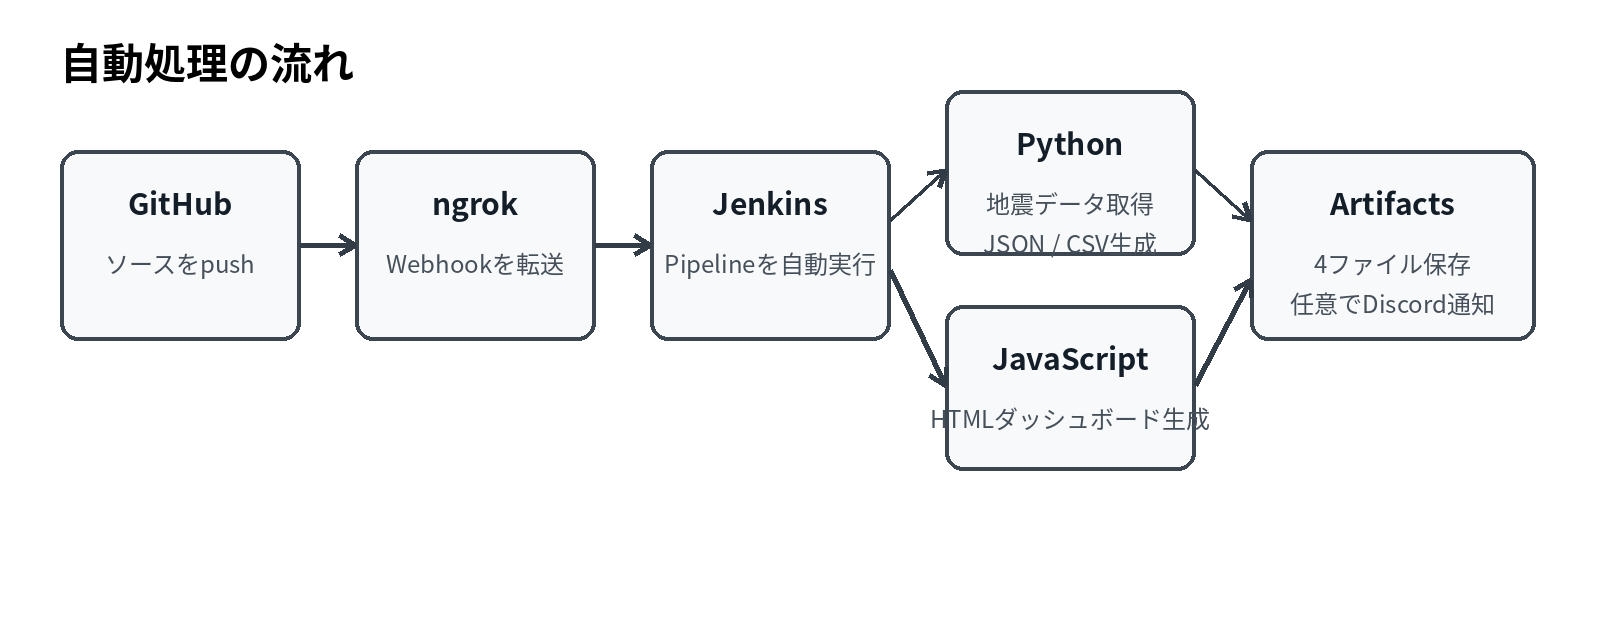 自動処理の流れ
GitHub
ソースをpush
ngrok
Webhookを転送
Jenkins
Pipelineを自動実行
Python
地震データ取得
JSON / CSV生成
JavaScript
HTMLダッシュボード生成
Artifacts
4ファイル保存
任意でDiscord通知